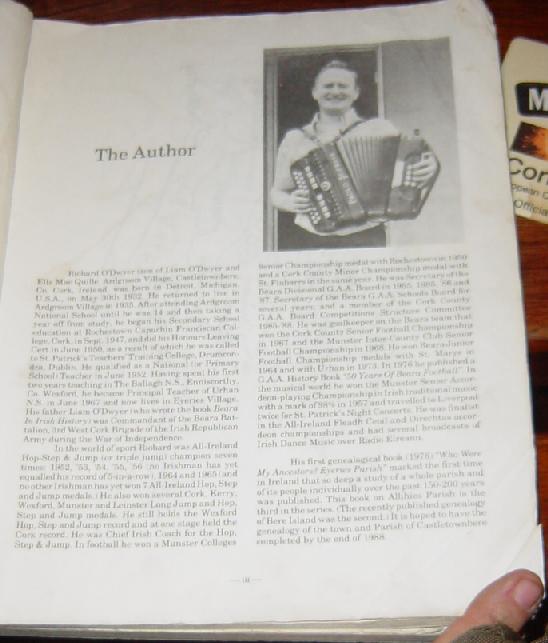 The Author
Richard O'Dwyer (son of Liam O'Dwyer and
Ella Mae Quille, Ardgroom Village, Castletownbere,
Co. Cork, Ireland was born in Detroit, Michigan,
U.S.A., on May 30th 1932. He returned to live in
Ardgroom Village in 1935. After attending Ardgroom
National School until he was 14 and then taking a
year off from study, he began his Secondary School
education at Rochestown Capuchin Franciscan Col-
lege, Cork, in Sept. 1947, and did his Honours Leaving
Cert in June 1950, as a result of which he was called
to St. Patrick's Teachers' Training College, Drumcon-
dra, Dublin. He qualified as a National (or Primary
School) Teacher in June 1952. Having spent his first
two years teaching in The Ballagh N.S., Enniscorthy,
Co. Wexford, he became Principal Teacher of Urhan
N.S. in June 1967 and now lives in Eyeries Village.
His father Liam O'Dwyer (who wrote the book Beara
In Irish History) was Commandant of the Beara Bat-
talion, 3rd West Cork Brigade of the Irish Republican
Army during the War of Independence.
In the world of sport Richard was All-Ireland
Hop-Step & Jump (or triple jump) champion seven
times: 1952, '53, '54, '55, '56 (no Irishman has yet
equalled his record of 5-in-a-row), 1964 and 1965 (and
no other Irishman has yet won 7 All-Ireland Hop, Step
and Jump medals.) He also won several Cork, Kerry,
Wexford, Munster and Leinster Long Jump and Hop,
Step and Jump medals. He still holds the Wexford
Hop, Step and Jump record and at one stage held the
Cork record. He was Chief Irish Coach for the Hop,
Step & Jump. In football he won a Munster Colleges
Senior Championship medal with Rochestown in 1950
and a Cork County Minor Championship medal with
St. Finbarrs in the same year. He was Secretary of the
Beara Divisional G.A.A. Board in 1965, 1985, '86 and
'87, Secretary of the Beara G.A.A. Schools Board for
several years, and a member of the Cork County
G.A.A. Board Competitions Structure Committee
1985-'88. He was goalkeeper on the Beara team that
won the Cork County Senior Football Championship
in 1967 and the Munster Inter-County Club Senior
Football Championship in 1968. He won Beara Junior
Football Championship medals with St. Marys in
1964 and with Urhan in 1973. In 1976 he published a
G.A.A. History Book "50 Years Of Beara Football". In
the musical world he won the Munster Senior Accor-
deon-playing Championship in Irish traditional music
with a mark of 98% in 1957 and travelled to Liverpool
twice for St. Patrick's Night Concerts. He was finalist
in the All-Ireland Fleadh Ceoil and Oireachtas accor-
deon championships and had several broadcasts of
Irish Dance Music over Radio Eireann.
His first genealogical book (1976) "Who Were
My Ancestors? Eyeries Parish" marked the first time
in Ireland that so deep a study of a whole parish and
of its people individually over the past 150-200 years
was published. This book on Allihies Parish is the
third in the series. (The recently published genealogy
of Bere Island was the second.) It is hoped to have the
genealogy of the town and Parish of Castletownbere
completed by the end of 1988.
M
Con
Official